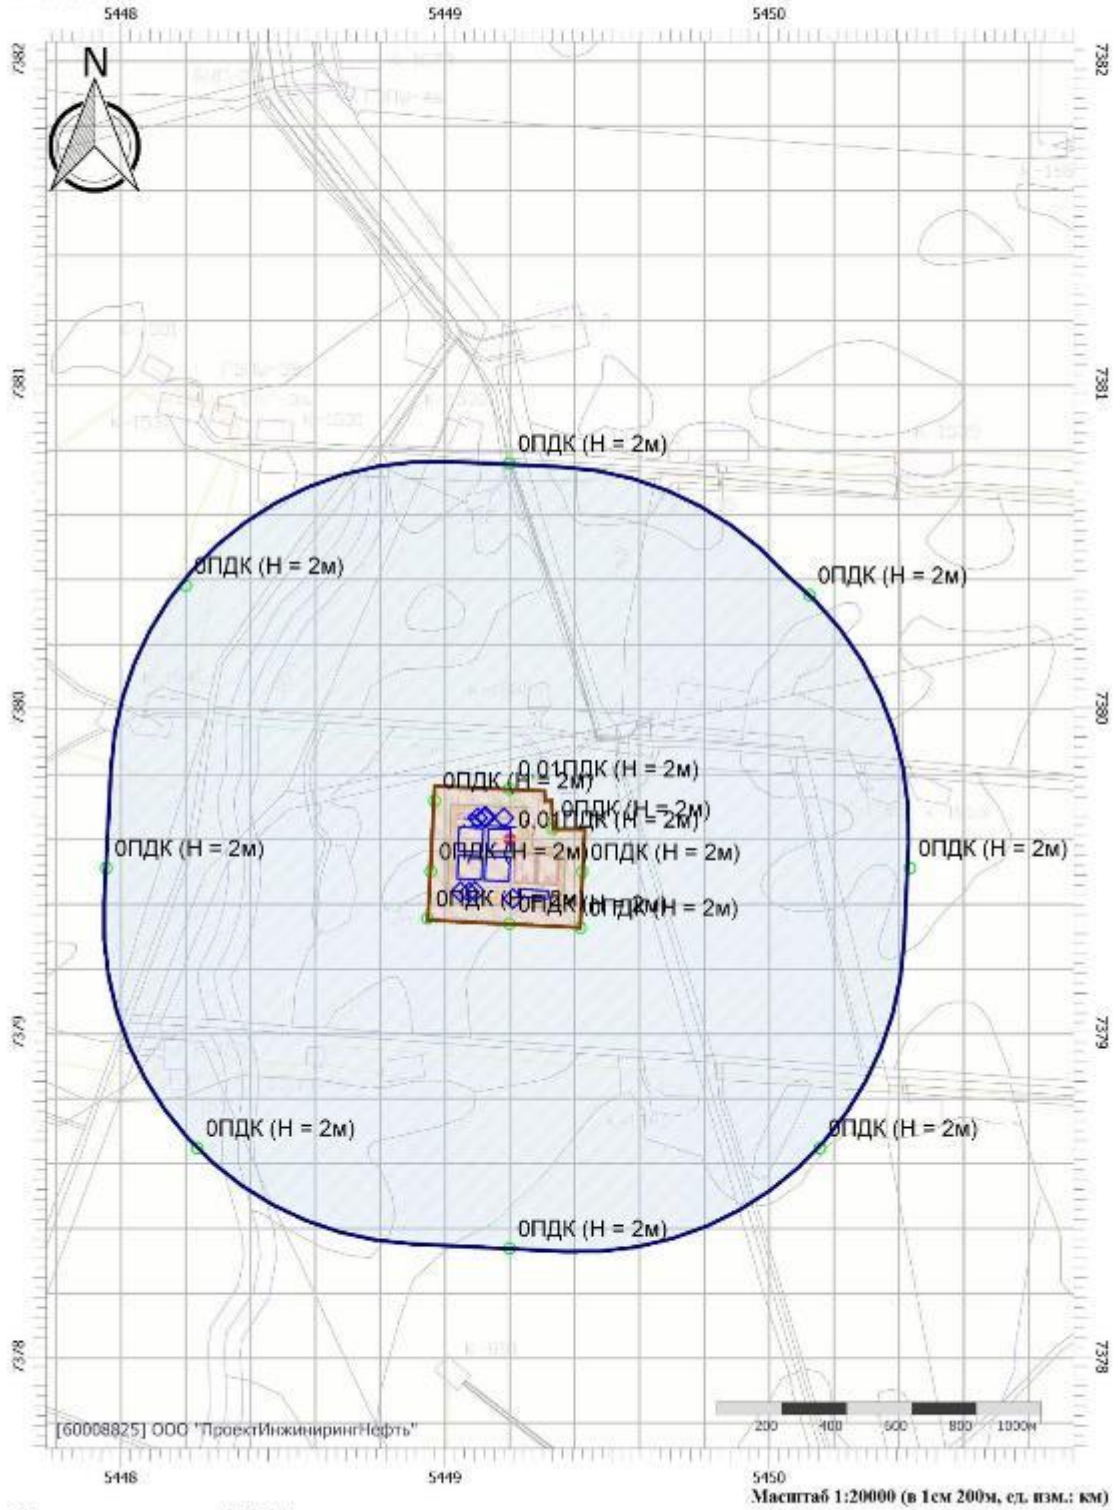 5448 5449 5450
7382 7382
N
7381 7381
0ПДК (Н = 2м)
0ПДК (Н = 2м)
0ПДК (Н = 2м)
7380 7380
0,01ПДК (Н = 2м)
0ПДК (Н = 2м)
0ПДК (Н = 2м)
0,01ПДК (Н = 2м)
0ПДК (Н = 2м)
0ПДК (Н = 2м)
0ПДК (Н = 2м)
0ПДК (Н = 2м)
0ПДК (Н = 2м)
0ПДК (Н = 2м)
0ПДК (Н = 2м)
7379 7379
0ПДК (Н = 2м)
0ПДК (Н = 2м)
0ПДК (Н = 2м)
7378 7378
200 400 600 800 1000м
[60008825] ООО "ПроектИнжинирингНефть"
5448 5449 5450
Масштаб 1:20000 (в 1см 200м, ед. изм.: км)